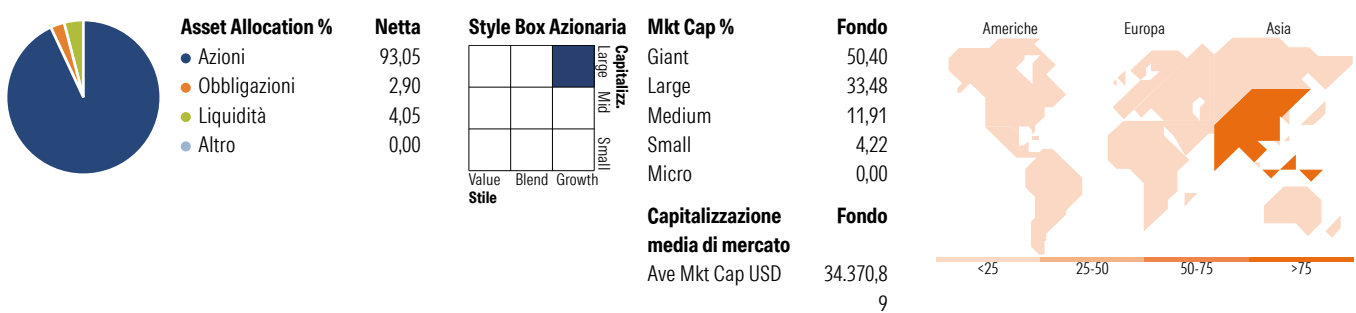 Asset Allocation % Netta
Azioni 93,05
Obbligazioni 2,90
Liquidità 4,05
Altro 0,00
Style Box Azionaria
Large
Mid
Small
Capitalizz.
Value Blend Growth
Stile
Mkt Cap % Fondo
Giant 50,40
Large 33,48
Medium 11,91
Small 4,22
Micro 0,00
Capitalizzazione Fondo
media di mercato
Ave Mkt Cap USD 34.370,8
9
Americhe Europa Asia
<25 25-50 50-75 >75